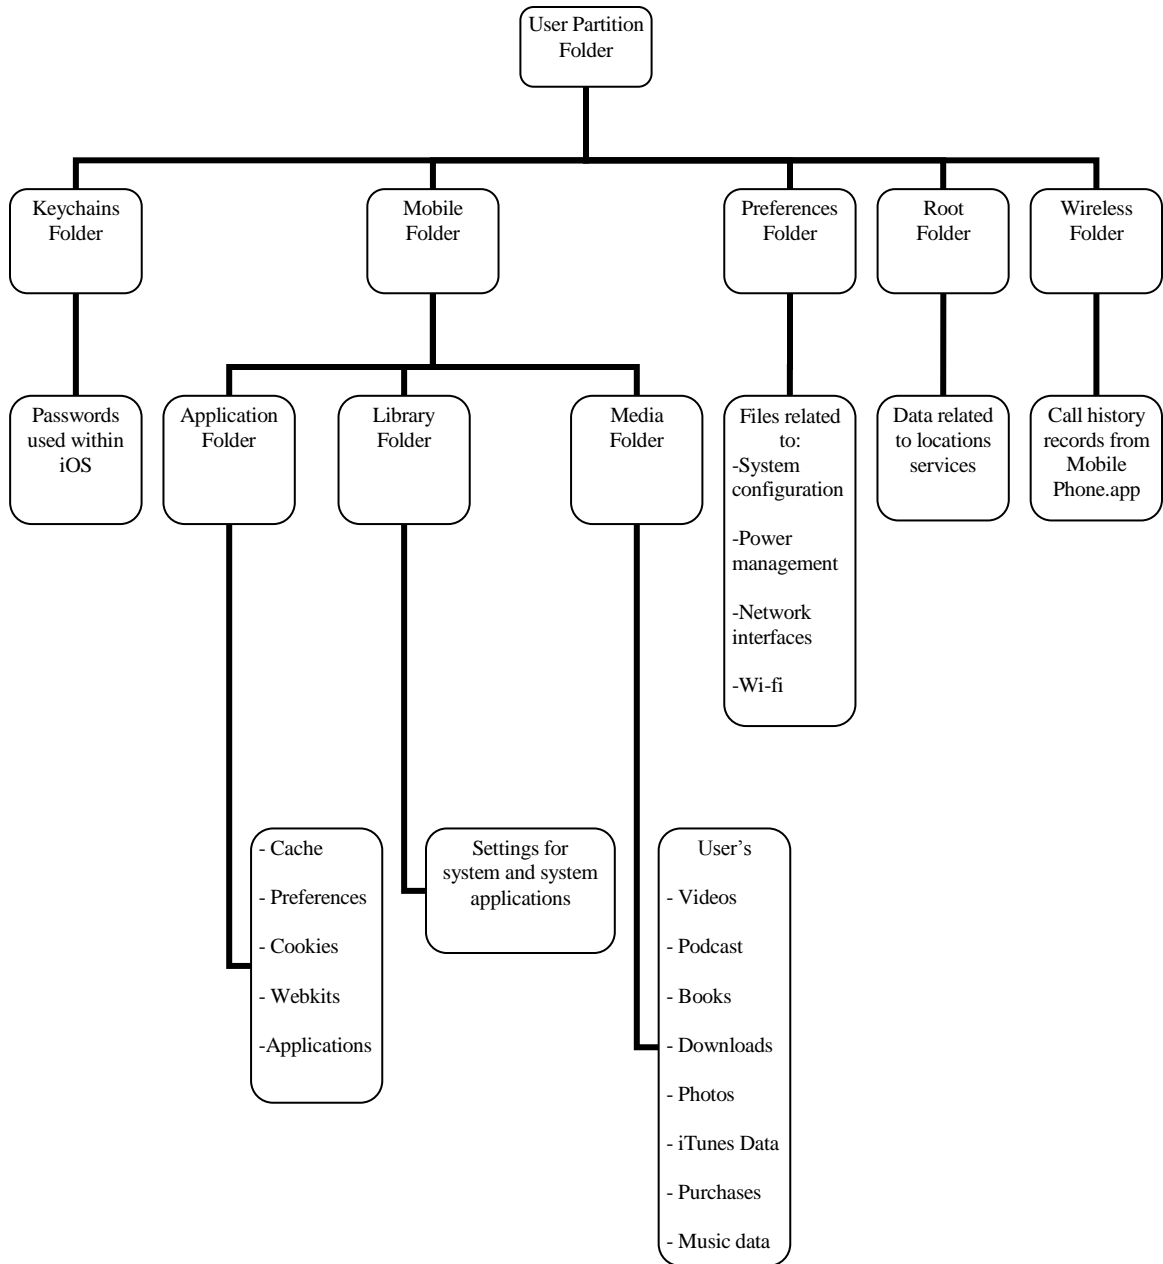 User Partition
Folder
Keychains
Folder
Mobile
Folder
Preferences
Folder
Root
Folder
Wireless
Folder
Passwords
used within
iOS
Application
Folder
Library
Folder
Media
Folder
Files related
to:
-System
configuration
-Power
management
-Network
interfaces
-Wi-fi
Data related
to locations
services
Call history
records from
Mobile
Phone.app
- Cache
- Preferences
- Cookies
- Webkits
-Applications
Settings for
system and system
applications
User's
- Videos
- Podcast
- Books
- Downloads
- Photos
- iTunes Data
- Purchases
- Music data